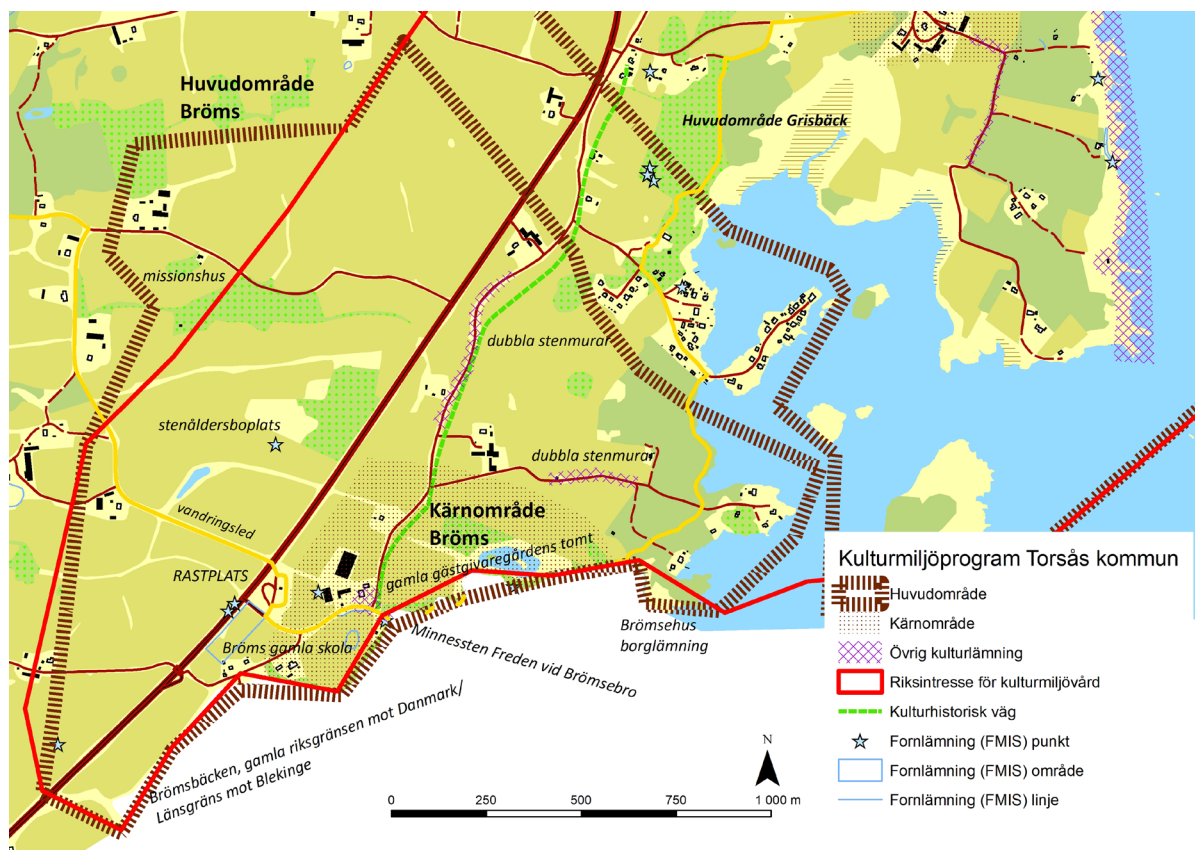 Huvudområde
Bröms
Huvudområde Grisbäck
missionshus
dubbla stenmurar
stenåldersboplats
dubbla stenmurar
vandringsled
Kärnområde
Bröms
gamla gästgivaregårdens tomt
RASTPLATS
Bröms gamla skola
Minnessten Freden vid Brömsebro
Brömsehus
borglämning
Brömsbäcken, gamla riksgränsen mot Danmark/
Länsgräns mot Blekinge
Kulturmiljöprogram Torsås kommun
Huvudområde
Kärnområde
Övrig kulturlämning
Riksintresse för kulturmiljövård
Kulturhistorisk väg
Fornlämning (FMIS) punkt
Fornlämning (FMIS) område
Fornlämning (FMIS) linje
N
0 250 500 750 1 000 m